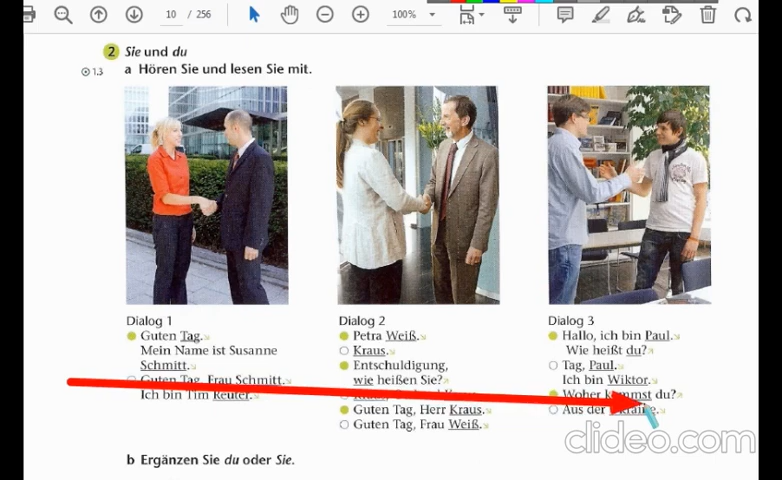 10 / 256
100%
2 Sie und du
1.3
a Hören Sie und lesen Sie mit.
Dialog 1
Guten Tag.
Mein Name ist Susanne
Schmitt.
Guten Tag, Frau Schmitt.
Ich bin Tim Reuter.
Dialog 2
Petra Weiß.
Kraus.
Entschuldigung,
wie heißen Sie?
Kraus,
Guten Tag, Herr Kraus.
Guten Tag, Frau Weiß.
Dialog 3
Hallo, ich bin Paul.
Wie heißt du?
Tag, Paul.
Ich bin Wiktor.
Woher kommst du?
Aus der Ukraine.
clideo.com
b Ergänzen Sie du oder Sie.